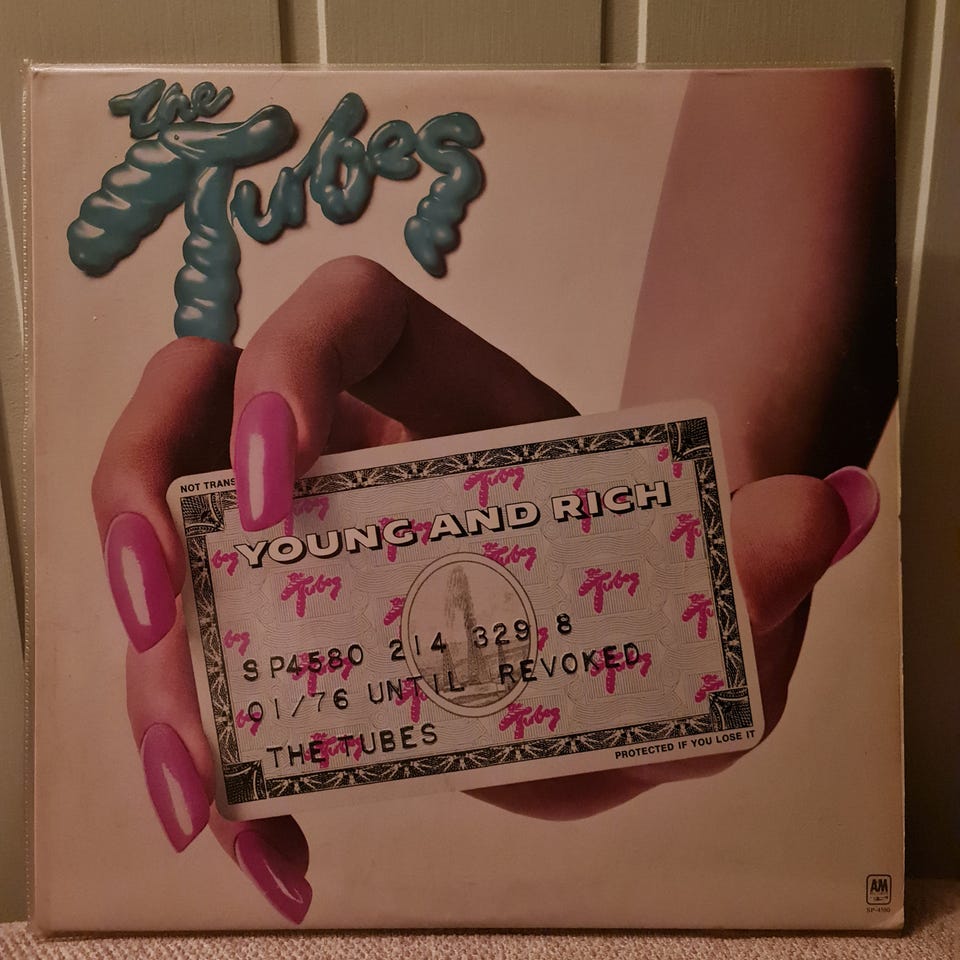 the
Tubes
NOT TRANS
YOUNG AND RICH
SP4580 214 329 8
01/76 UNTIL REVOKED
THE TUBES
PROTECTED IF YOU LOSE IT
A&M
SP-4580